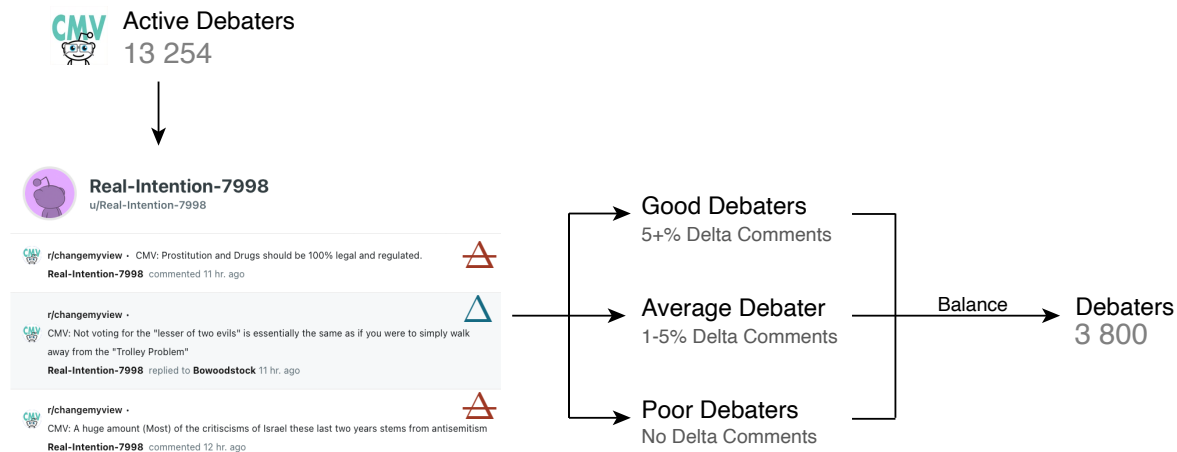 CMV
Active Debaters
13 254
Real-Intention-7998
u/Real-Intention-7998
CMV
r/changemyview · CMV: Prostitution and Drugs should be 100% legal and regulated.
Real-Intention-7998 commented 11 hr. ago
r/changemyview ·
CMV
CMV: Not voting for the "lesser of two evils" is essentially the same as if you were to simply walk
away from the "Trolley Problem"
Real-Intention-7998 replied to Bowoodstock 11 hr. ago
r/changemyview ·
CMV
CMV: A huge amount (Most) of the critiscisms of Israel these last two years stems from antisemitism
Real-Intention-7998 commented 12 hr. ago
Good Debaters
5+% Delta Comments
Average Debater
1-5% Delta Comments
Poor Debaters
No Delta Comments
Balance
Debaters
3 800